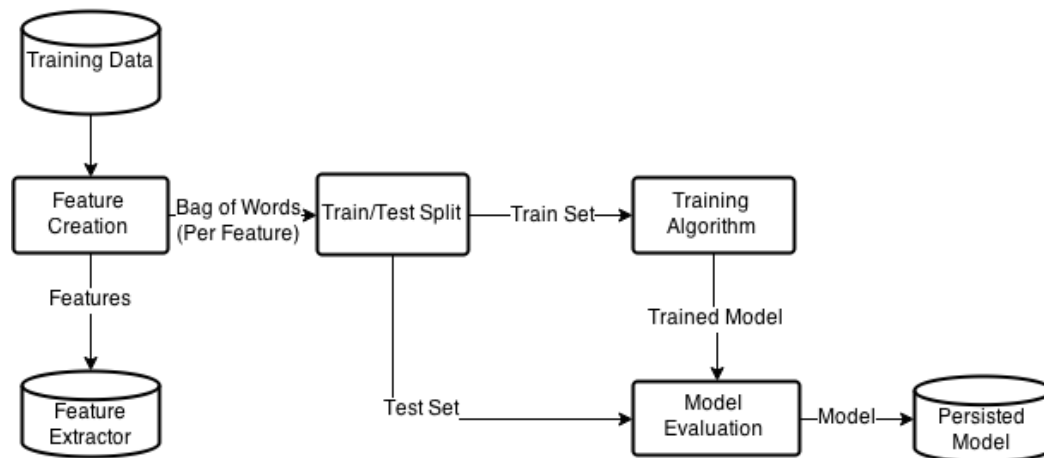 Training Data
Feature
Creation
Bag of Words
(Per Feature)
Train/Test Split
Train Set
Training
Algorithm
Features
Trained Model
Feature
Extractor
Test Set
Model
Evaluation
Model
Persisted
Model